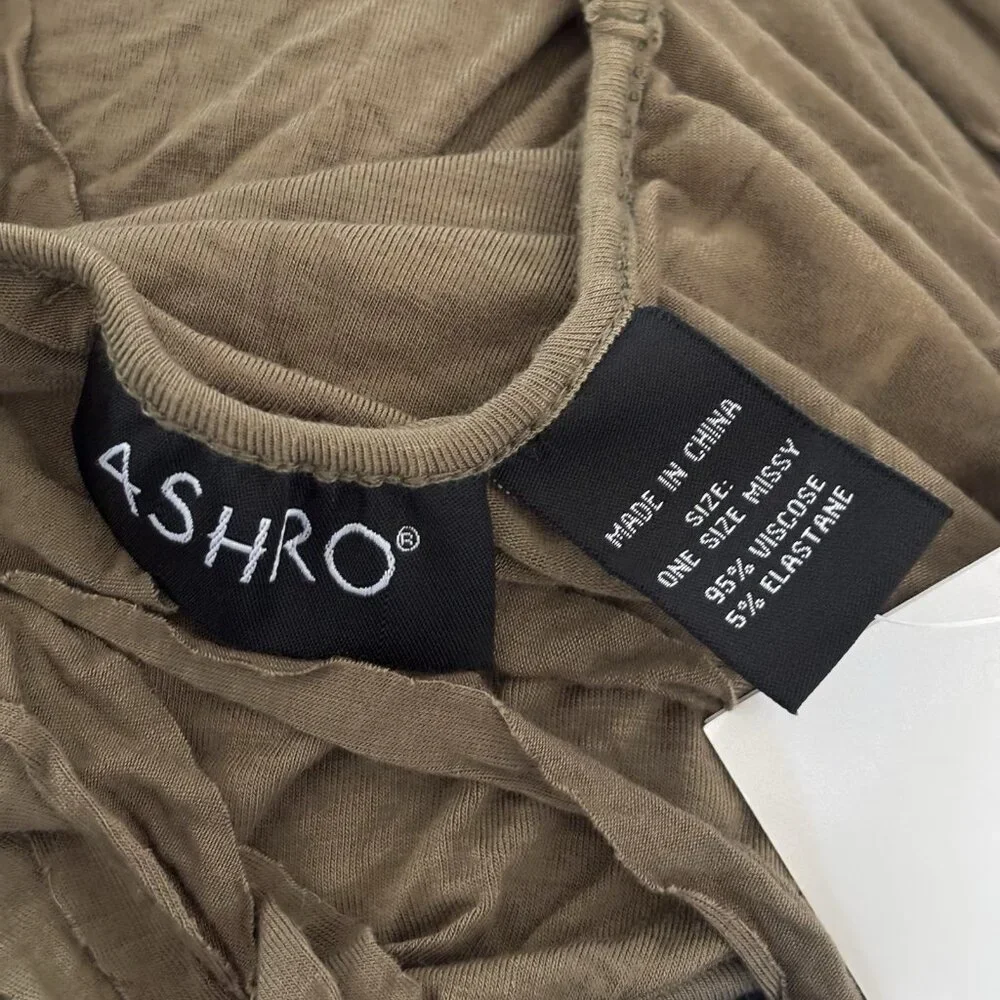 ASHRO®
MADE IN CHINA
SIZE:
ONE SIZE MISSY
95% VISCOSE
5% ELASTANE